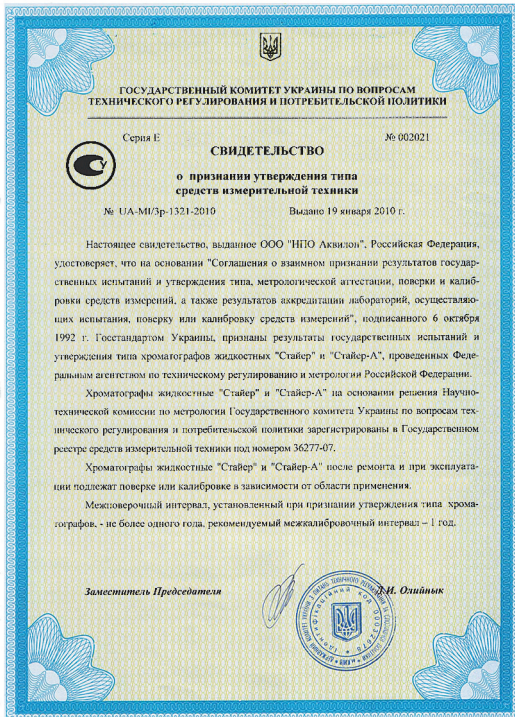 ГОСУДАРСТВЕННЫЙ КОМИТЕТ УКРАИНЫ ПО ВОПРОСАМ
ТЕХНИЧЕСКОГО РЕГУЛИРОВАНИЯ И ПОТРЕБИТЕЛЬСКОЙ ПОЛИТИКИ
Серия Е № 002021
СВИДЕТЕЛЬСТВО
о признании утверждения типа
средств измерительной техники
№ UA-MI/3р-1321-2010 Выдано 19 января 2010 г.
Настоящее свидетельство, выданное ООО "НПО Аквилон", Российская Федерация,
удостоверяет, что на основании "Соглашения о взаимном признании результатов государ-
ственных испытаний и утверждения типа, метрологической аттестации, поверки и калиб-
ровки средств измерений, а также результатов аккредитации лабораторий, осуществляю-
щих испытания, поверку или калибровку средств измерений", подписанного 6 октября
1992 г. Госстандартом Украины, признаны результаты государственных испытаний и
утверждения типа хроматографов жидкостных "Стайер" и "Стайер-А", проведенных Феде-
ральным агентством по техническому регулированию и метрологии Российской Федерации.
Хроматографы жидкостные "Стайер" и "Стайер-А" на основании решения Научно-
технической комиссии по метрологии Государственного комитета Украины по вопросам тех-
нического регулирования и потребительской политики зарегистрированы в Государственном
реестре средств измерительной техники под номером 36277-07.
Хроматографы жидкостные "Стайер" и "Стайер-А" после ремонта и при эксплуата-
ции подлежат поверке или калибровке в зависимости от области применения.
Межповерочный интервал, установленный при признании утверждения типа хрома-
тографов, - не более одного года, рекомендуемый межкалибровочный интервал – 1 год.
Заместитель Председателя Д.И. Олийнык